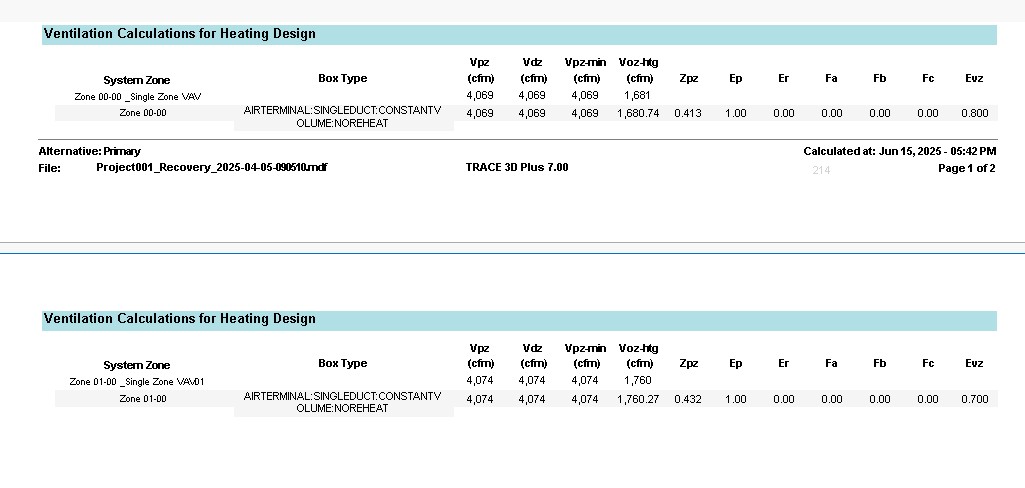 Ventilation Calculations for Heating Design
Vpz Vdz Vpz-min Voz-htg
System Zone Box Type (cfm) (cfm) (cfm) (cfm) Zpz Ep Er Fa Fb Fc Evz
Zone 00-00 _Single Zone VAV 4,069 4,069 4,069 1,681
Zone 00-00 AIRTERMINAL:SINGLEDUCT:CONSTANTV 4,069 4,069 4,069 1,680.74 0.413 1.00 0.00 0.00 0.00 0.00 0.800
OLUME:NOREHEAT
Alternative: Primary Calculated at: Jun 15, 2025 - 05:42 PM
File: Project001_Recovery_2025-04-05-090510.mdf TRACE 3D Plus 7.00 214 Page 1 of 2
Ventilation Calculations for Heating Design
Vpz Vdz Vpz-min Voz-htg
System Zone Box Type (cfm) (cfm) (cfm) (cfm) Zpz Ep Er Fa Fb Fc Evz
Zone 01-00 _Single Zone VAV01 4,074 4,074 4,074 1,760
Zone 01-00 AIRTERMINAL:SINGLEDUCT:CONSTANTV 4,074 4,074 4,074 1,760.27 0.432 1.00 0.00 0.00 0.00 0.00 0.700
OLUME:NOREHEAT